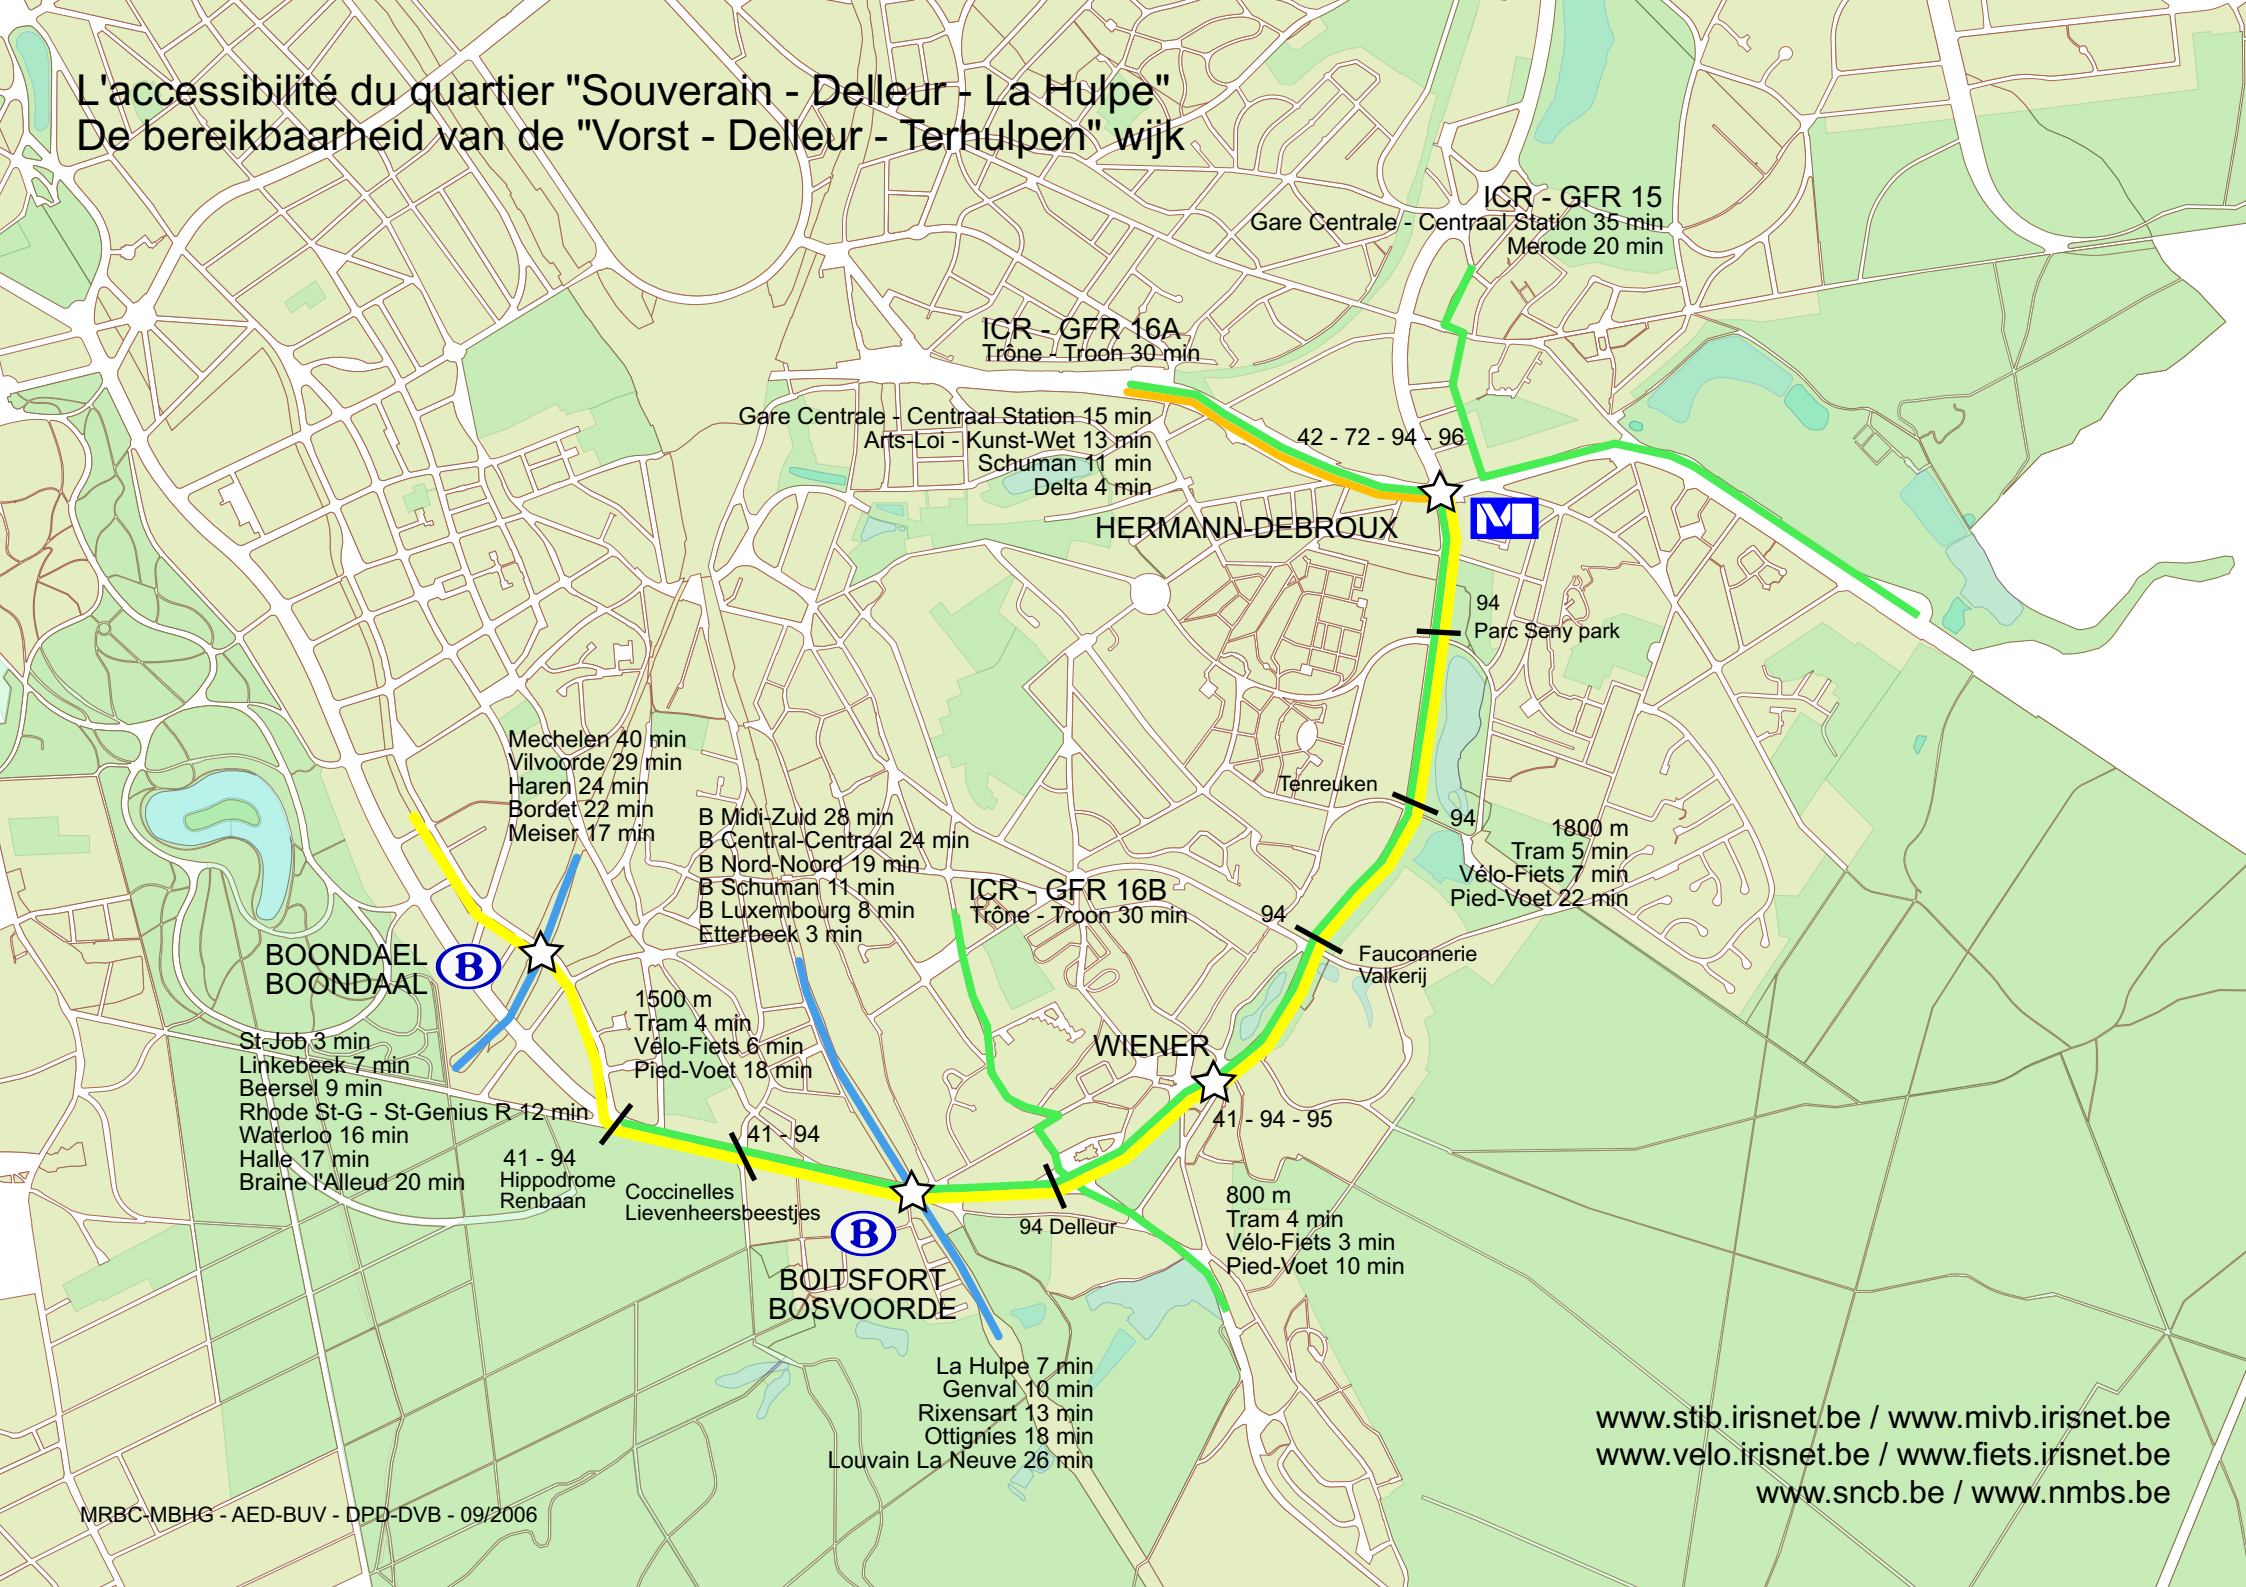 L'accessibilité du quartier "Souverain - Delleur - La Hulpe"
De bereikbaarheid van de "Vorst - Delleur - Terhulpen" wijk
ICR - GFR 15
Gare Centrale - Centraal Station 35 min
Merode 20 min
ICR - GFR 16A
Trône - Troon 30 min
Gare Centrale - Centraal Station 15 min
Arts-Loi - Kunst-Wet 13 min
Schuman 11 min
Delta 4 min
42 - 72 - 94 - 96
HERMANN-DEBROUX
M
94
Parc Seny park
Tenreuken
94
1800 m
Tram 5 min
Vélo-Fiets 7 min
Pied-Voet 22 min
Mechelen 40 min
Vilvoorde 29 min
Haren 24 min
Bordet 22 min
Meiser 17 min
B Midi-Zuid 28 min
B Central-Centraal 24 min
B Nord-Noord 19 min
B Schuman 11 min
B Luxembourg 8 min
Etterbeek 3 min
ICR - GFR 16B
Trône - Troon 30 min
94
Fauconnerie
Valkerij
BOONDAEL
BOONDAAL
B
1500 m
Tram 4 min
Vélo-Fiets 6 min
Pied-Voet 18 min
St-Job 3 min
Linkebeek 7 min
Beersel 9 min
Rhode St-G - St-Genius R 12 min
Waterloo 16 min
Halle 17 min
Braine l'Alleud 20 min
WIENER
41 - 94 - 95
41 - 94
41 - 94
Hippodrome
Renbaan
Coccinelles
Lievenheersbeestjes
94 Delleur
800 m
Tram 4 min
Vélo-Fiets 3 min
Pied-Voet 10 min
B
BOITSFORT
BOSVOORDE
La Hulpe 7 min
Genval 10 min
Rixensart 13 min
Ottignies 18 min
Louvain La Neuve 26 min
www.stib.irisnet.be / www.mivb.irisnet.be
www.velo.irisnet.be / www.fiets.irisnet.be
www.sncb.be / www.nmbs.be
MRBC-MBHG - AED-BUV - DPD-DVB - 09/2006